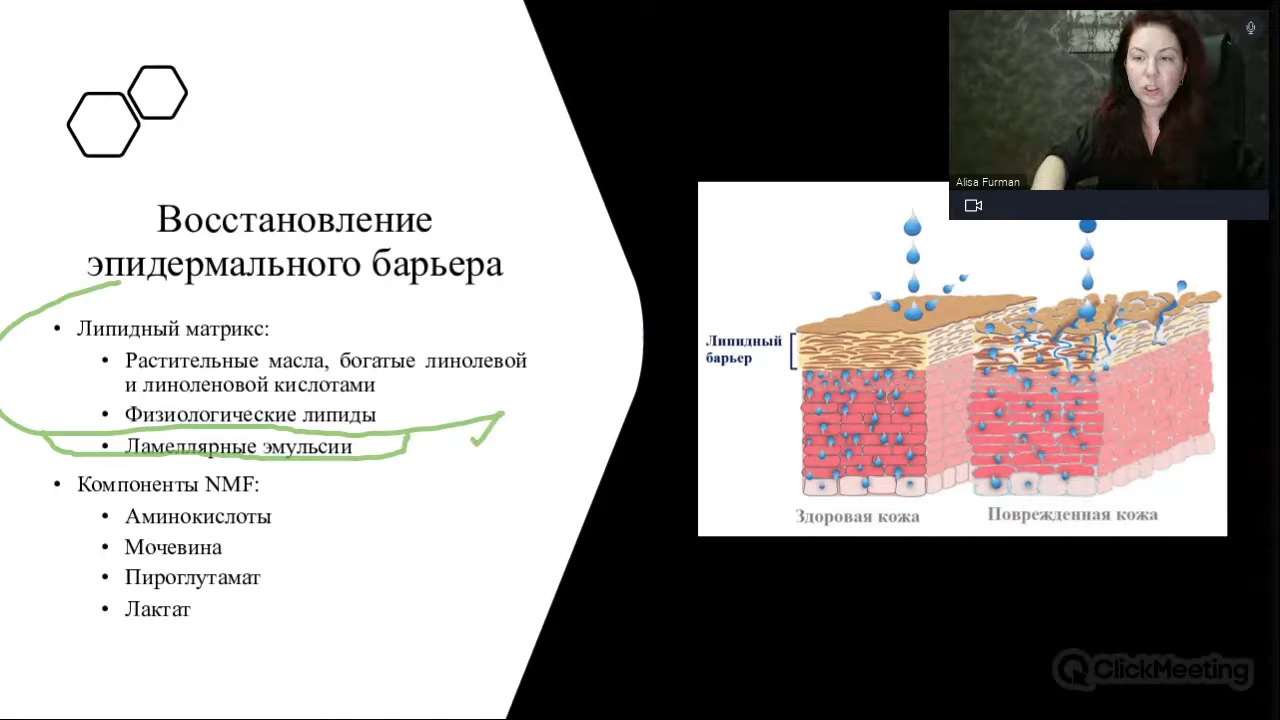 Восстановление
эпидермального барьера
• Липидный матрикс:
• Растительные масла, богатые линолевой
и линоленовой кислотами
• Физиологические липиды
• Ламеллярные эмульсии
• Компоненты NMF:
• Аминокислоты
• Мочевина
• Пироглутамат
• Лактат
Alisa Furman
Липидный
барьер
Здоровая кожа
Поврежденная кожа
ClickMeeting